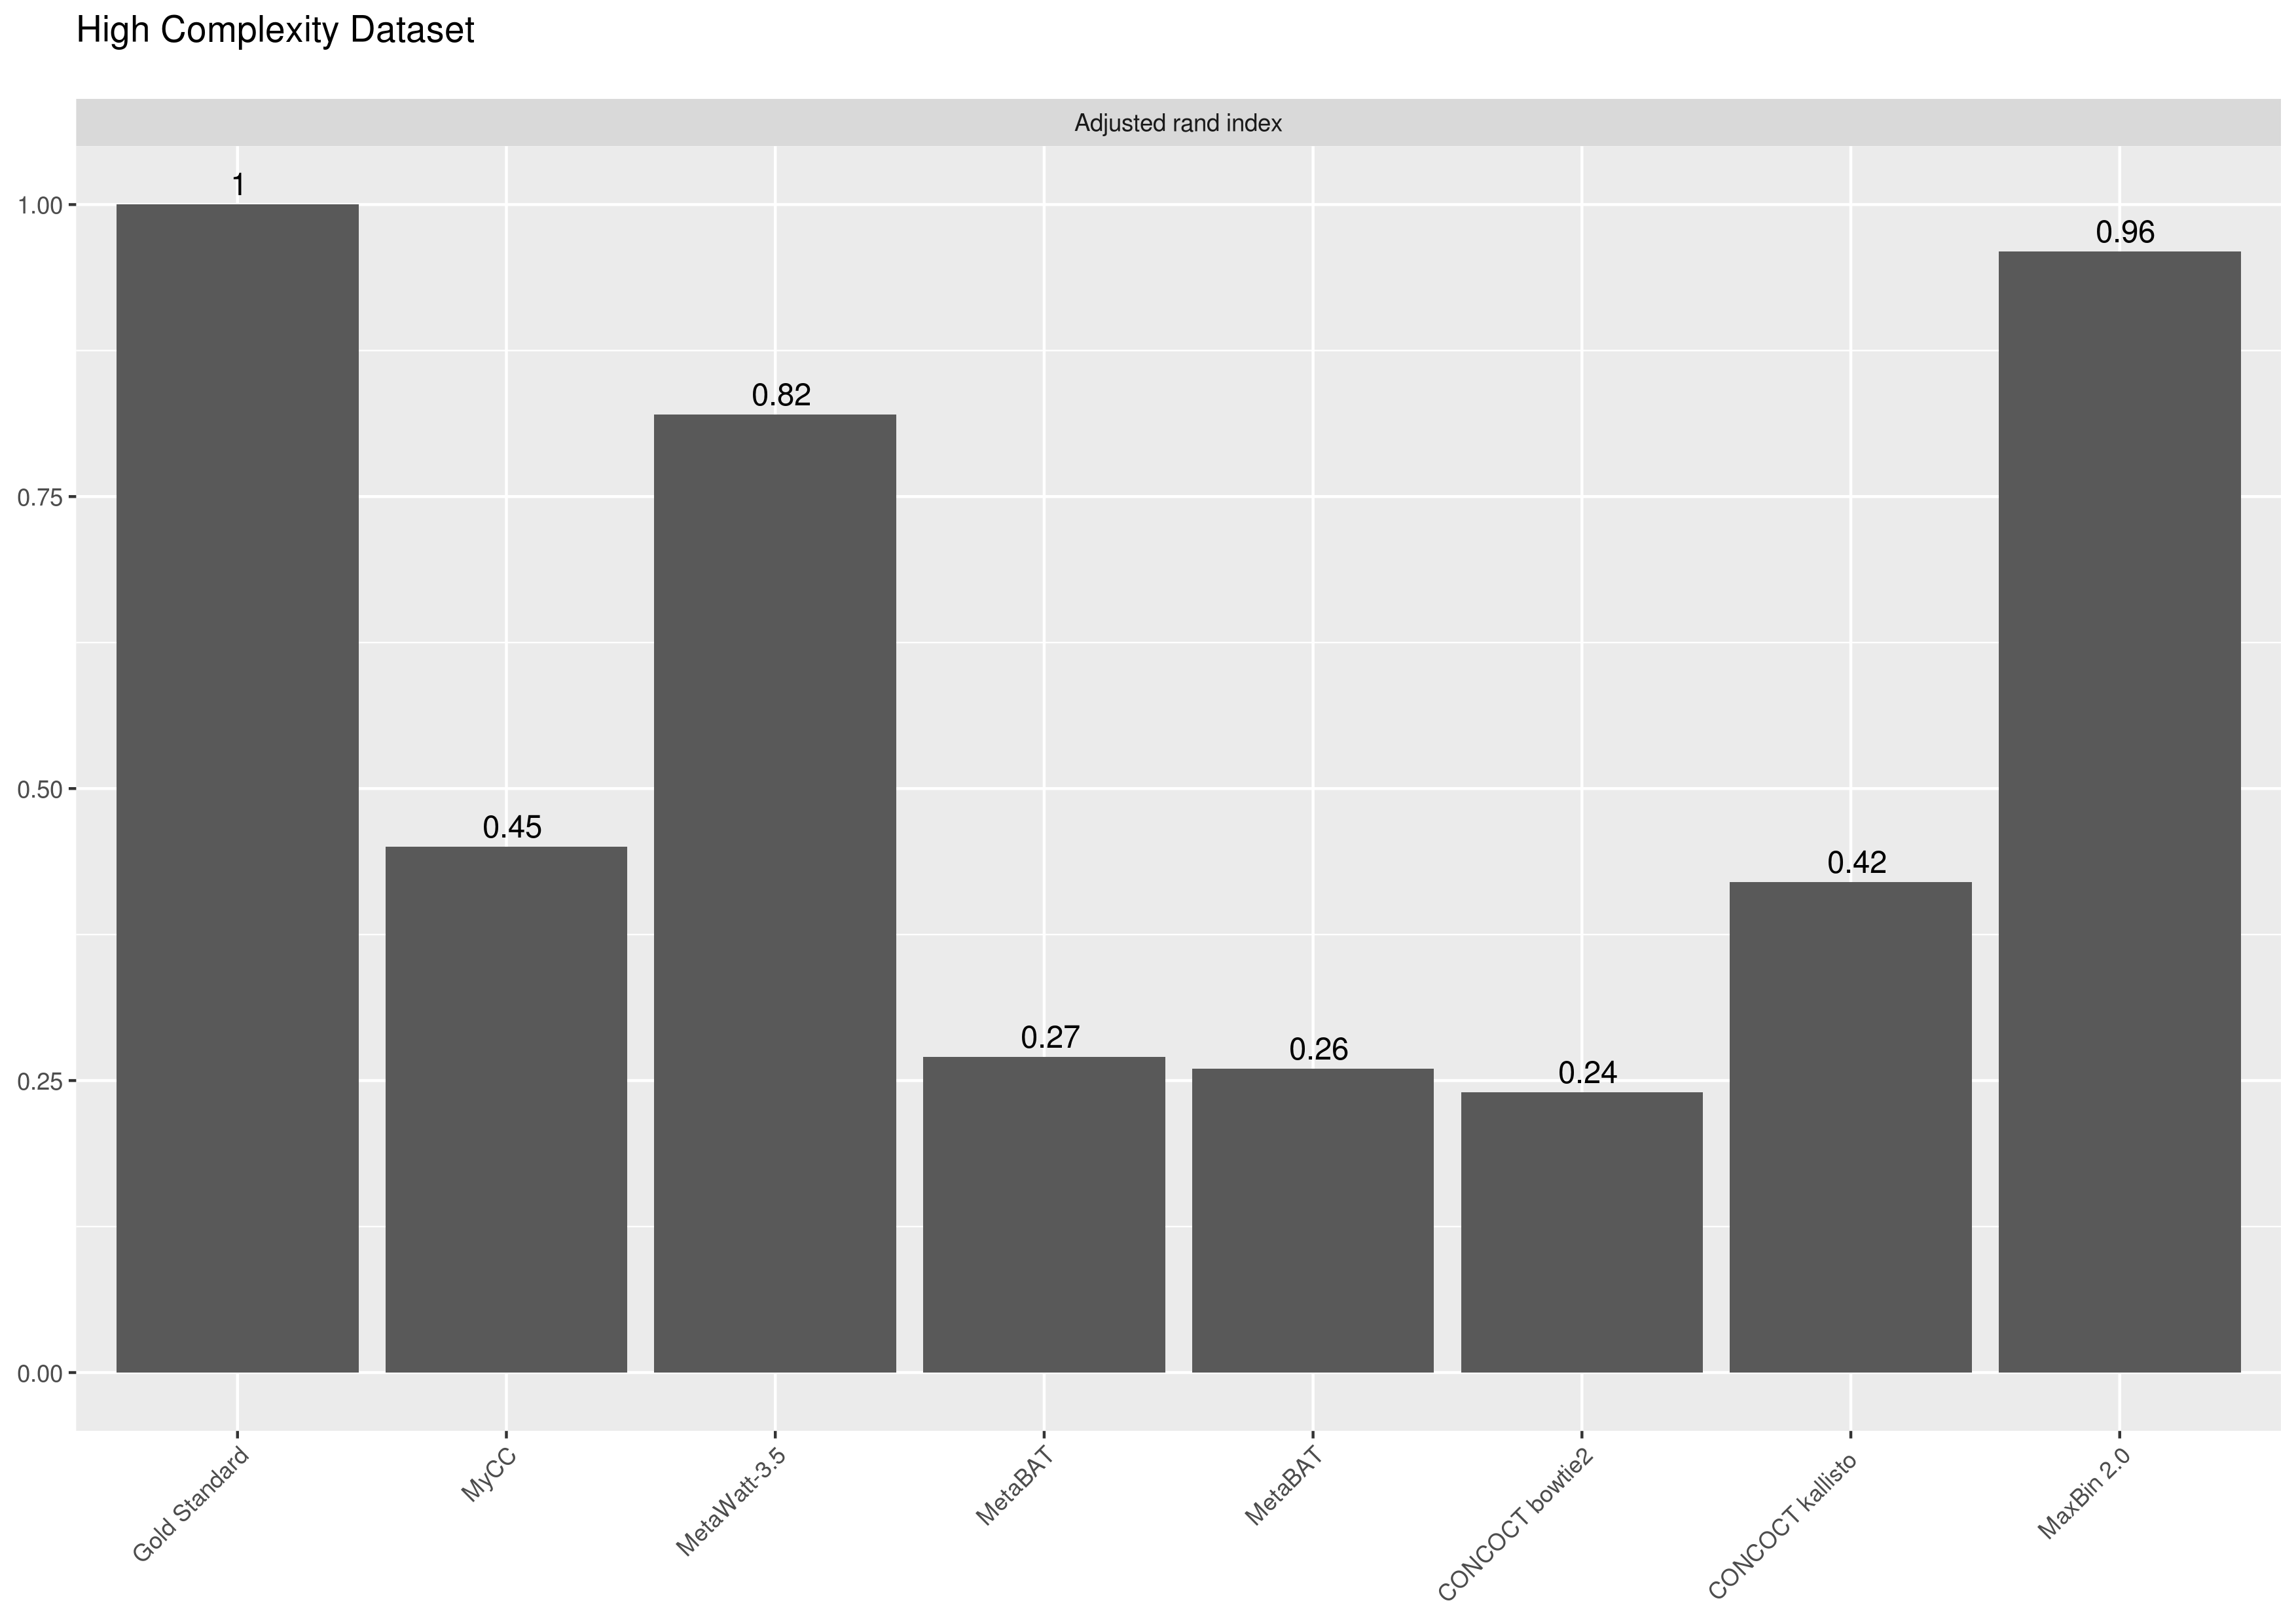 High Complexity Dataset
Adjusted rand index
1
0.96
0.82
0.45
0.42
0.27
0.26
0.24
1.00
0.75
0.50
0.25
0.00
Gold Standard
MyCC
MetaWatt-3.5
MetaBAT
MetaBAT
CONCOCT bowtie2
CONCOCT kallisto
MaxBin 2.0